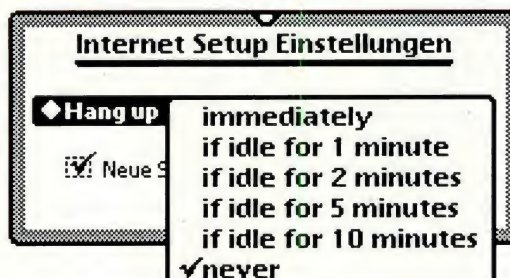 Internet Setup Einstellungen
◆Hang up
immediately
if idle for 1 minute
✓ Neue S
if idle for 2 minutes
if idle for 5 minutes
if idle for 10 minutes
✓never